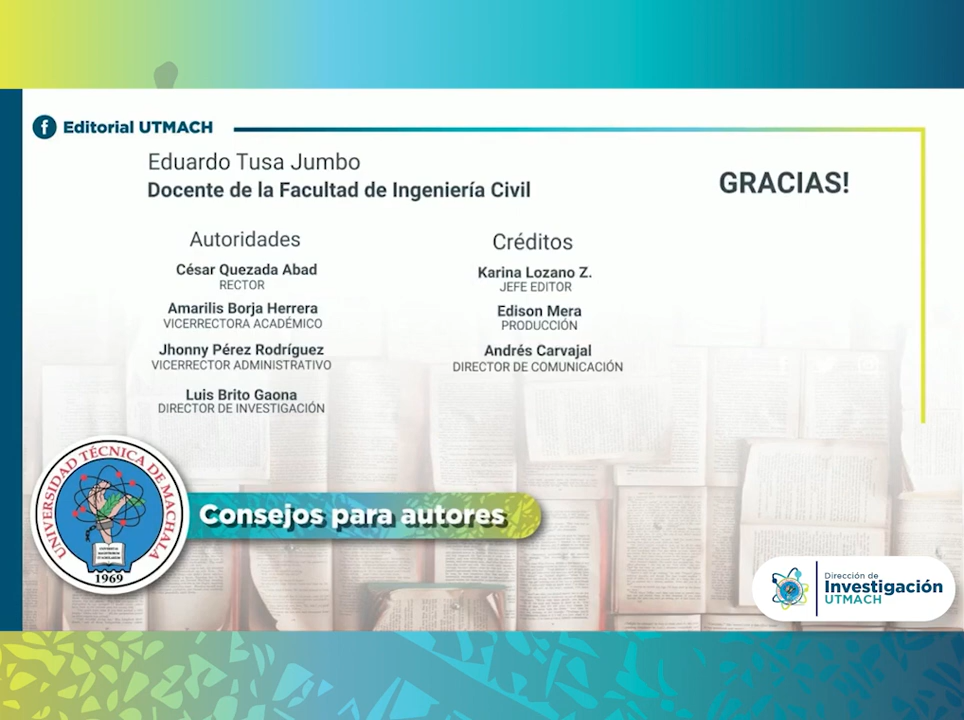 Editorial UTMACH
Eduardo Tusa Jumbo
Docente de la Facultad de Ingeniería Civil
GRACIAS!
Autoridades
César Quezada Abad
RECTOR
Amarilis Borja Herrera
VICERRECTORA ACADÉMICO
Jhonny Pérez Rodríguez
VICERRECTOR ADMINISTRATIVO
Luis Brito Gaona
DIRECTOR DE INVESTIGACIÓN
Créditos
Karina Lozano Z.
JEFE EDITOR
Edison Mera
PRODUCCIÓN
Andrés Carvajal
DIRECTOR DE COMUNICACIÓN
UNIVERSIDAD TÉCNICA DE MACHALA
1969
Consejos para autores
Dirección de
Investigación
UTMACH